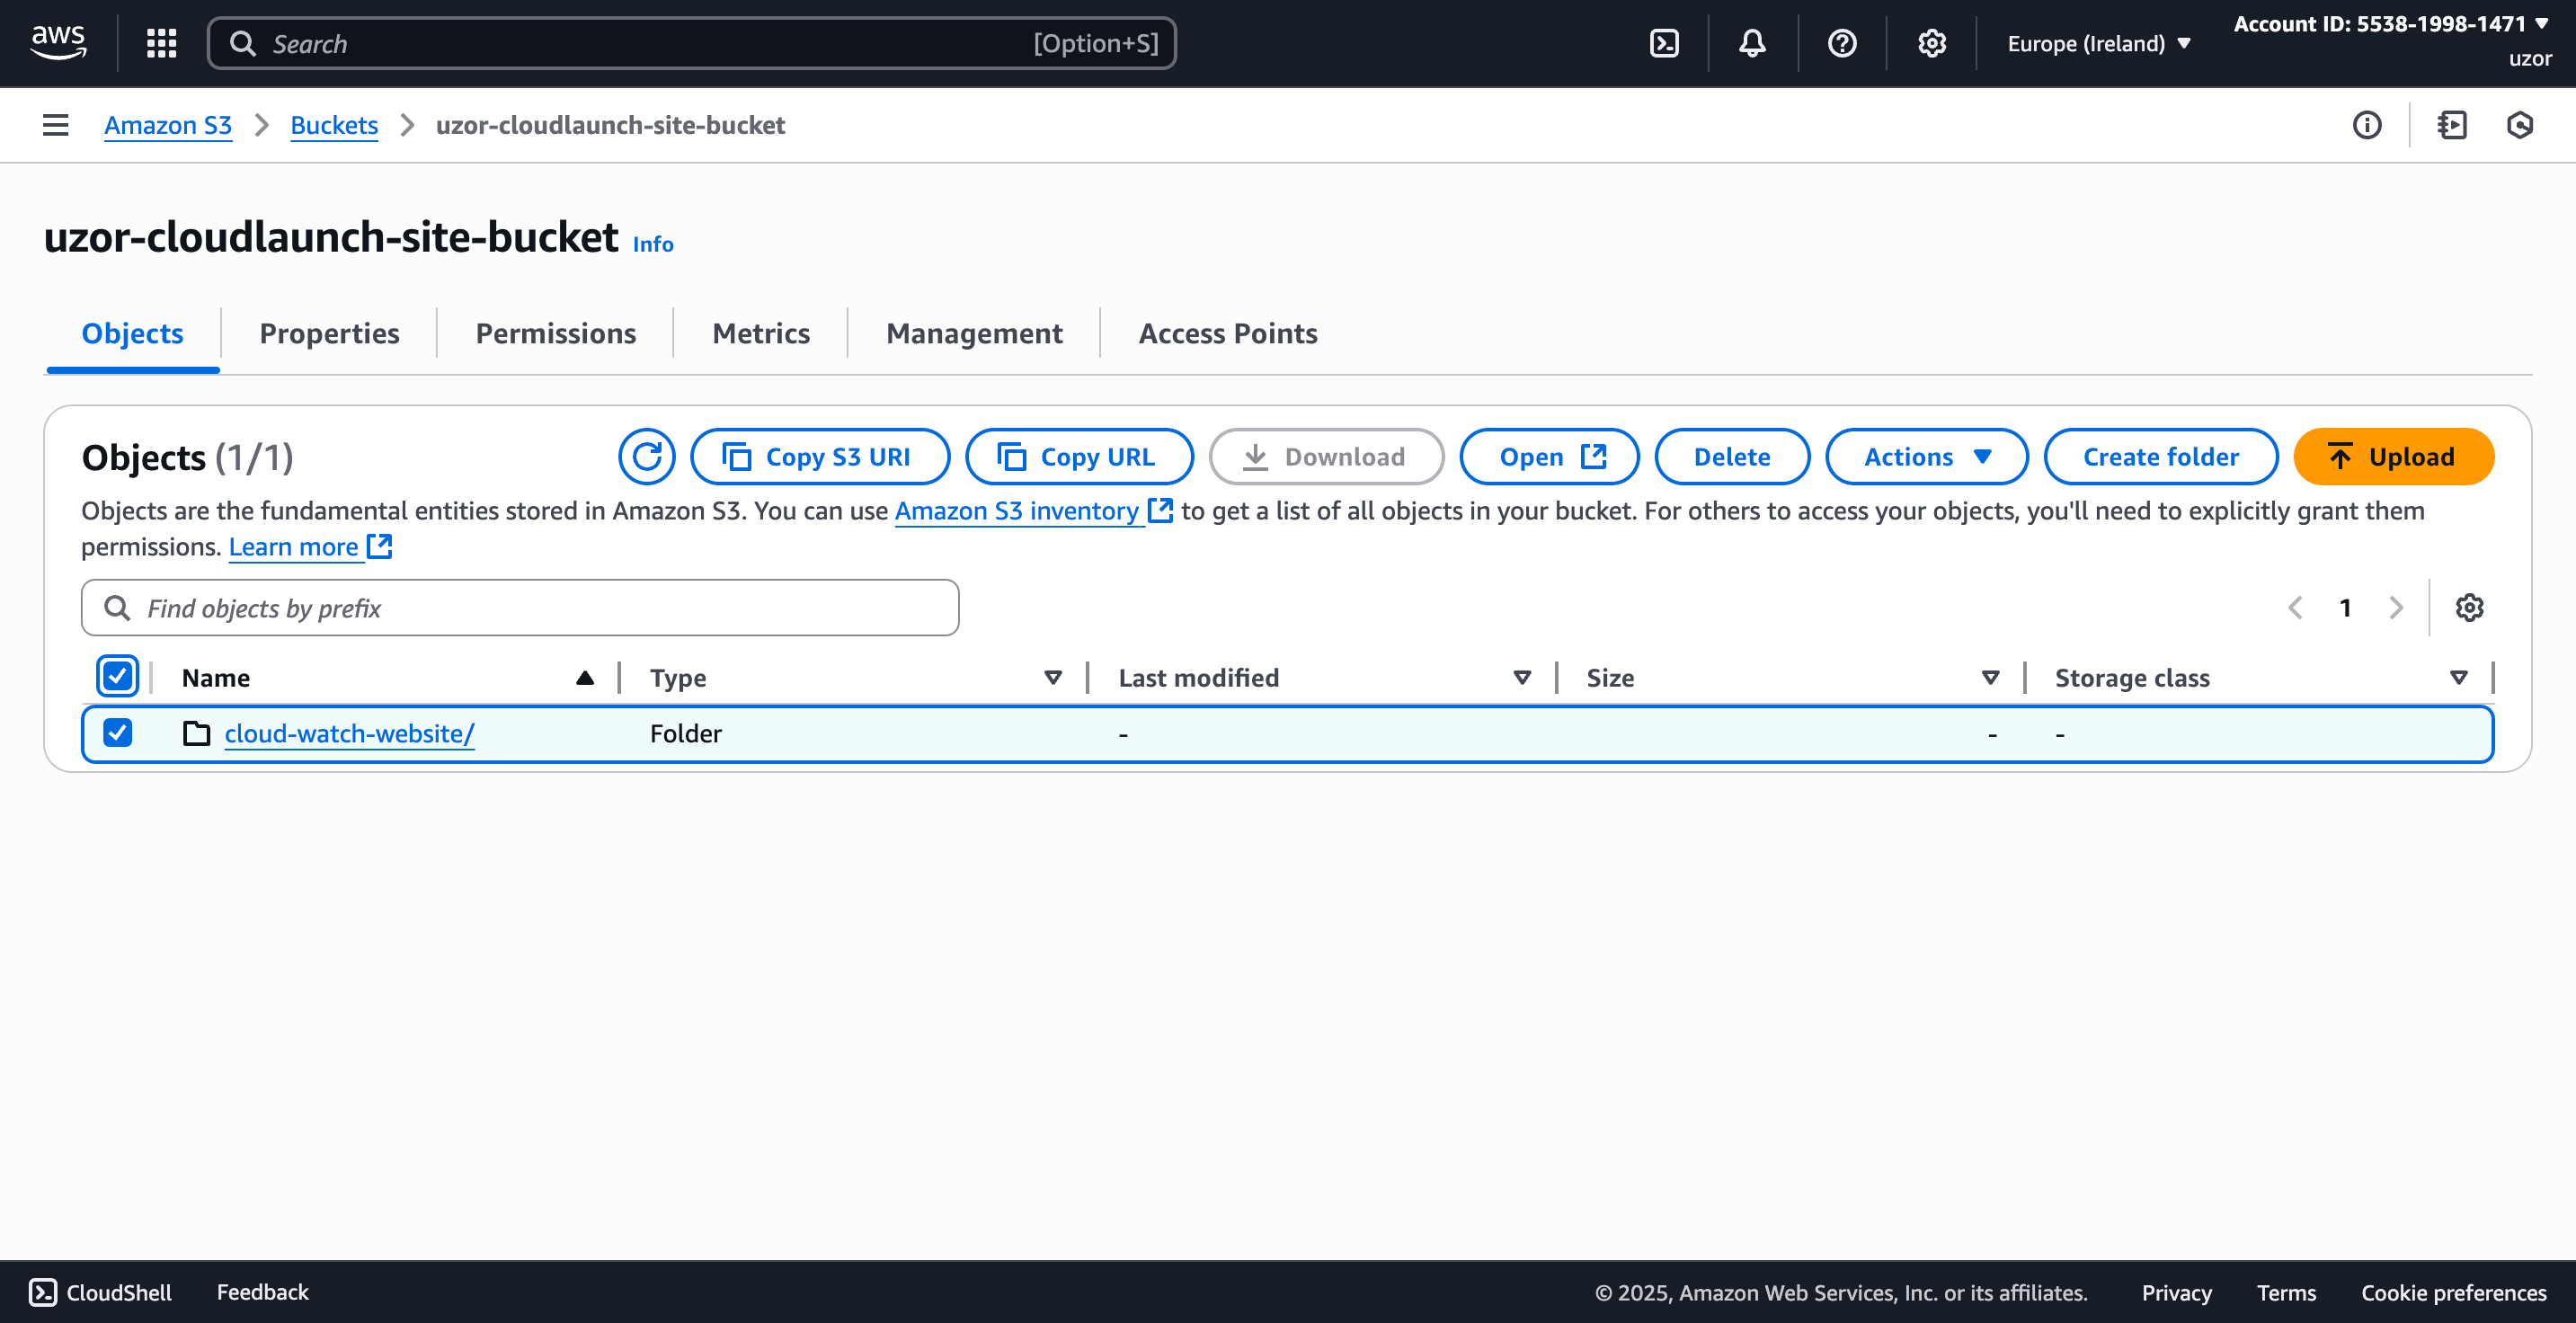 aws
Search
[Option+S]
Europe (Ireland)
Account ID: 5538-1998-1471
uzor
Amazon S3
Buckets
uzor-cloudlaunch-site-bucket
uzor-cloudlaunch-site-bucket Info
Objects
Properties
Permissions
Metrics
Management
Access Points
Objects (1/1)
Copy S3 URI
Copy URL
Download
Open
Delete
Actions
Create folder
Upload
Objects are the fundamental entities stored in Amazon S3. You can use Amazon S3 inventory to get a list of all objects in your bucket. For others to access your objects, you'll need to explicitly grant them
permissions. Learn more
Find objects by prefix
1
Name
Type
Last modified
Size
Storage class
cloud-watch-website/
Folder
-
-
-
CloudShell
Feedback
© 2025, Amazon Web Services, Inc. or its affiliates.
Privacy
Terms
Cookie preferences